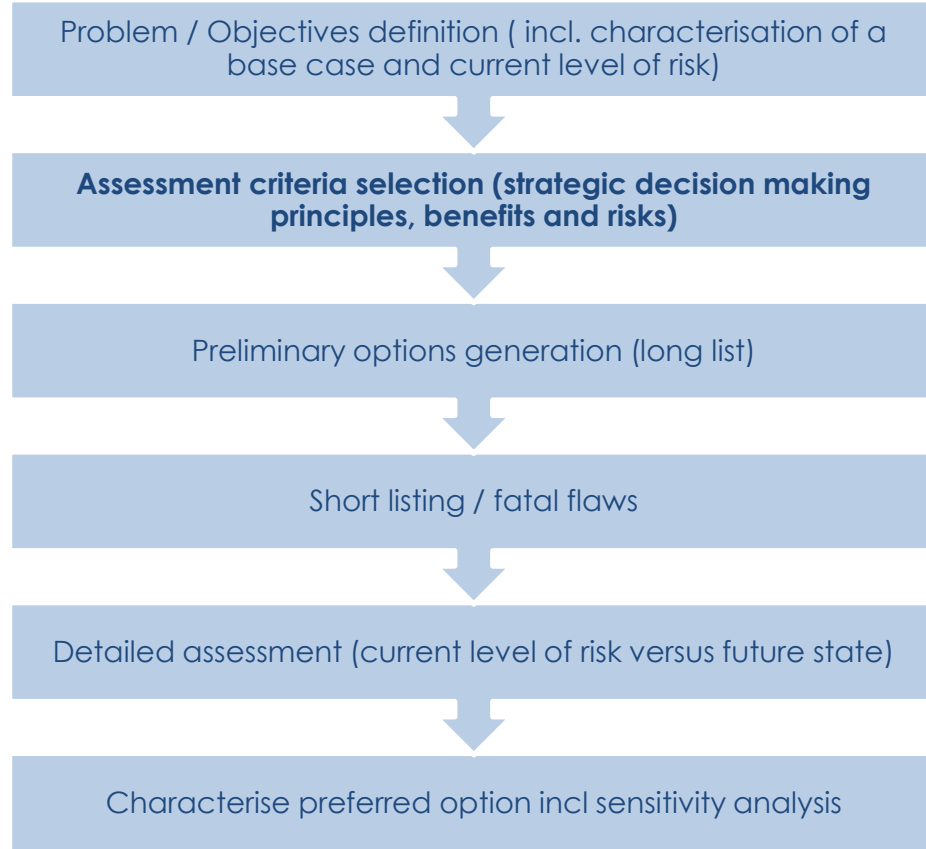 Problem / Objectives definition ( incl. characterisation of a
base case and current level of risk)
Assessment criteria selection (strategic decision making
principles, benefits and risks)
Preliminary options generation (long list)
Short listing / fatal flaws
Detailed assessment (current level of risk versus future state)
Characterise preferred option incl sensitivity analysis